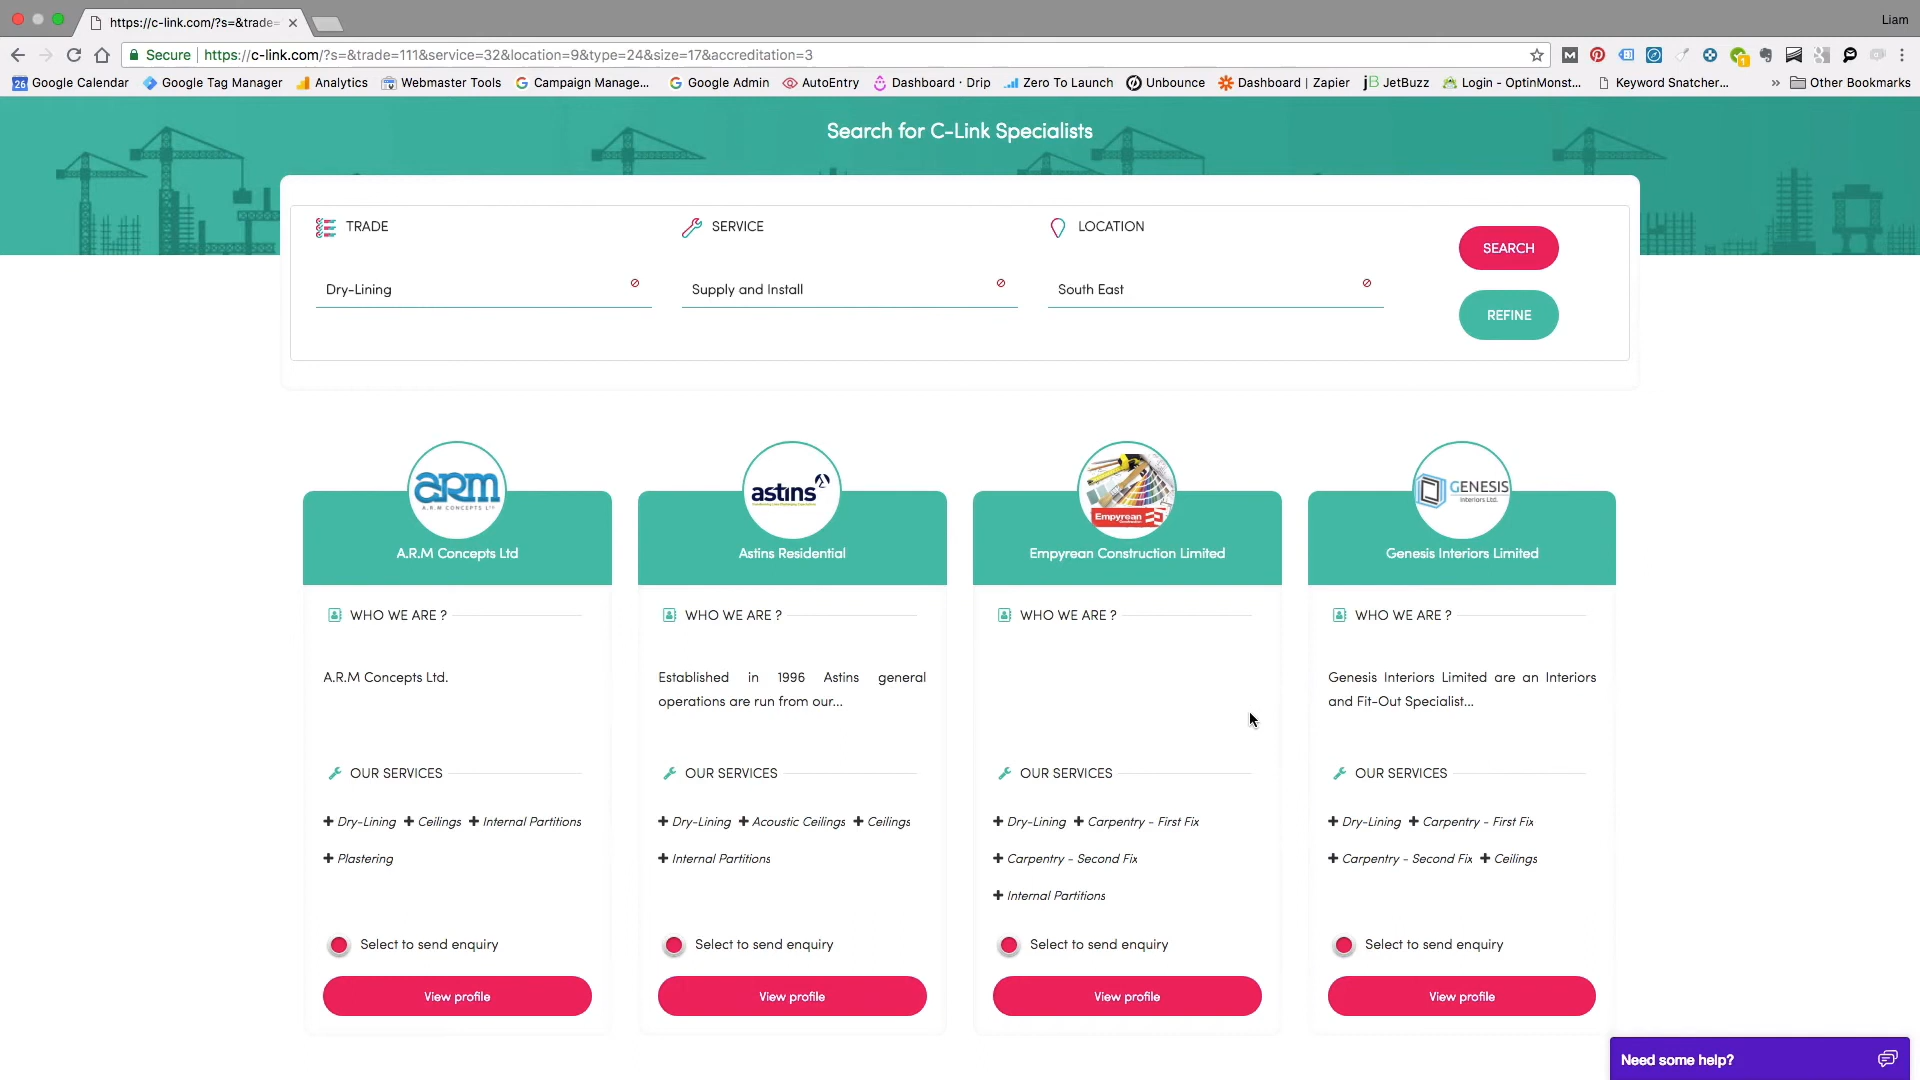 https://c-link.com/?s=&trade=
Liam
Secure https://c-link.com/?s=&trade=111&service=32&location=9&type=24&size=17&accreditation=3
26 Google Calendar Google Tag Manager Analytics Webmaster Tools Campaign Manage... Google Admin AutoEntry Dashboard · Drip Zero To Launch Unbounce Dashboard | Zapier JetBuzz Login - OptinMonst... Keyword Snatcher... » Other Bookmarks
Search for C-Link Specialists
TRADE SERVICE LOCATION
SEARCH
Dry-Lining Supply and Install South East
REFINE
arm
A.R.M CONCEPTS LTD
A.R.M Concepts Ltd
WHO WE ARE ?
A.R.M Concepts Ltd.
OUR SERVICES
Dry-Lining Ceilings Internal Partitions
Plastering
Select to send enquiry
View profile
astins
Astins Residential
WHO WE ARE ?
Established in 1996 Astins general
operations are run from our...
OUR SERVICES
Dry-Lining Acoustic Ceilings Ceilings
Internal Partitions
Select to send enquiry
View profile
Empyrean
Empyrean Construction Limited
WHO WE ARE ?
OUR SERVICES
Dry-Lining Carpentry - First Fix
Carpentry - Second Fix
Internal Partitions
Select to send enquiry
View profile
GENESIS
Interiors Ltd.
Genesis Interiors Limited
WHO WE ARE ?
Genesis Interiors Limited are an Interiors
and Fit-Out Specialist...
OUR SERVICES
Dry-Lining Carpentry - First Fix
Carpentry - Second Fix Ceilings
Select to send enquiry
View profile
Need some help?